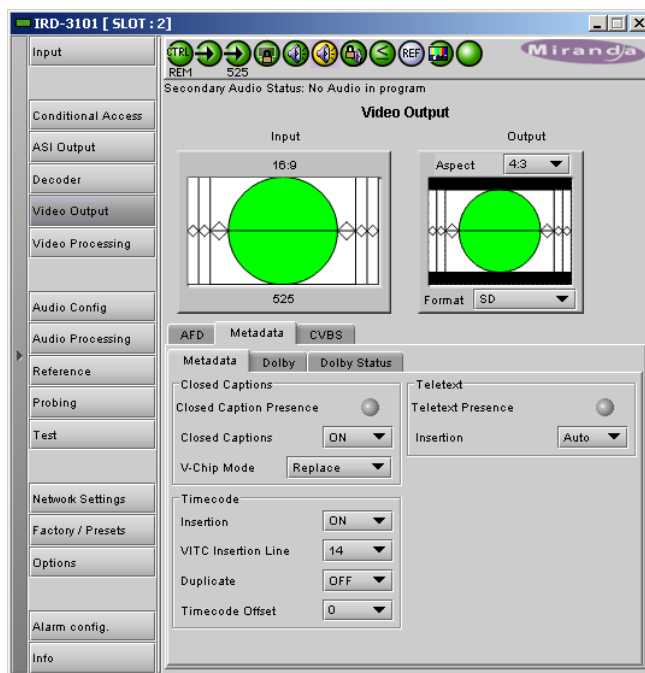 IRD-3101 [ SLOT : 2]
Input
Conditional Access
ASI Output
Decoder
Video Output
Video Processing
Audio Config
Audio Processing
Reference
Probing
Test
Network Settings
Factory / Presets
Options
Alarm config.
Info
CTRL
REF
Miranda
REM
525
Secondary Audio Status: No Audio in program
Video Output
Input
Output
16:9
Aspect
4:3
525
Format
SD
AFD
Metadata
CVBS
Metadata
Dolby
Dolby Status
Closed Captions
Closed Caption Presence
Closed Captions
ON
V-Chip Mode
Replace
Timecode
Insertion
ON
VITC Insertion Line
14
Duplicate
OFF
Timecode Offset
0
Teletext
Teletext Presence
Insertion
Auto